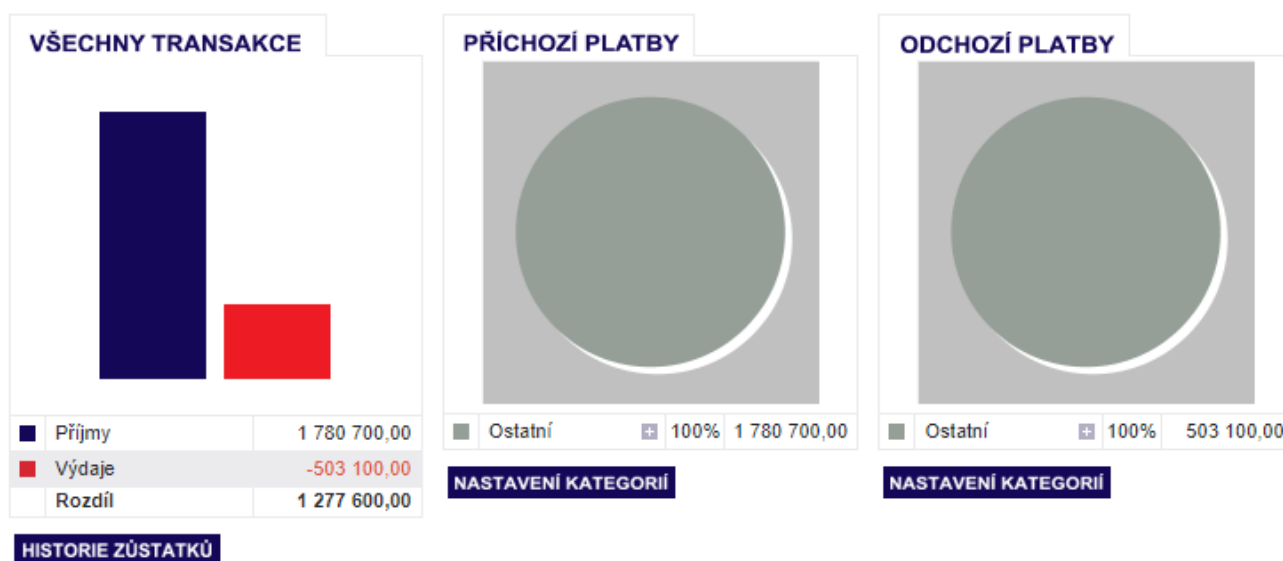 VŠECHNY TRANSAKCE
Příjmy 1 780 700,00
Výdaje -503 100,00
Rozdíl 1 277 600,00
HISTORIE ZŮSTATKŮ
PŘÍCHOZÍ PLATBY
Ostatní 100% 1 780 700,00
NASTAVENÍ KATEGORIÍ
ODCHOZÍ PLATBY
Ostatní 100% 503 100,00
NASTAVENÍ KATEGORIÍ